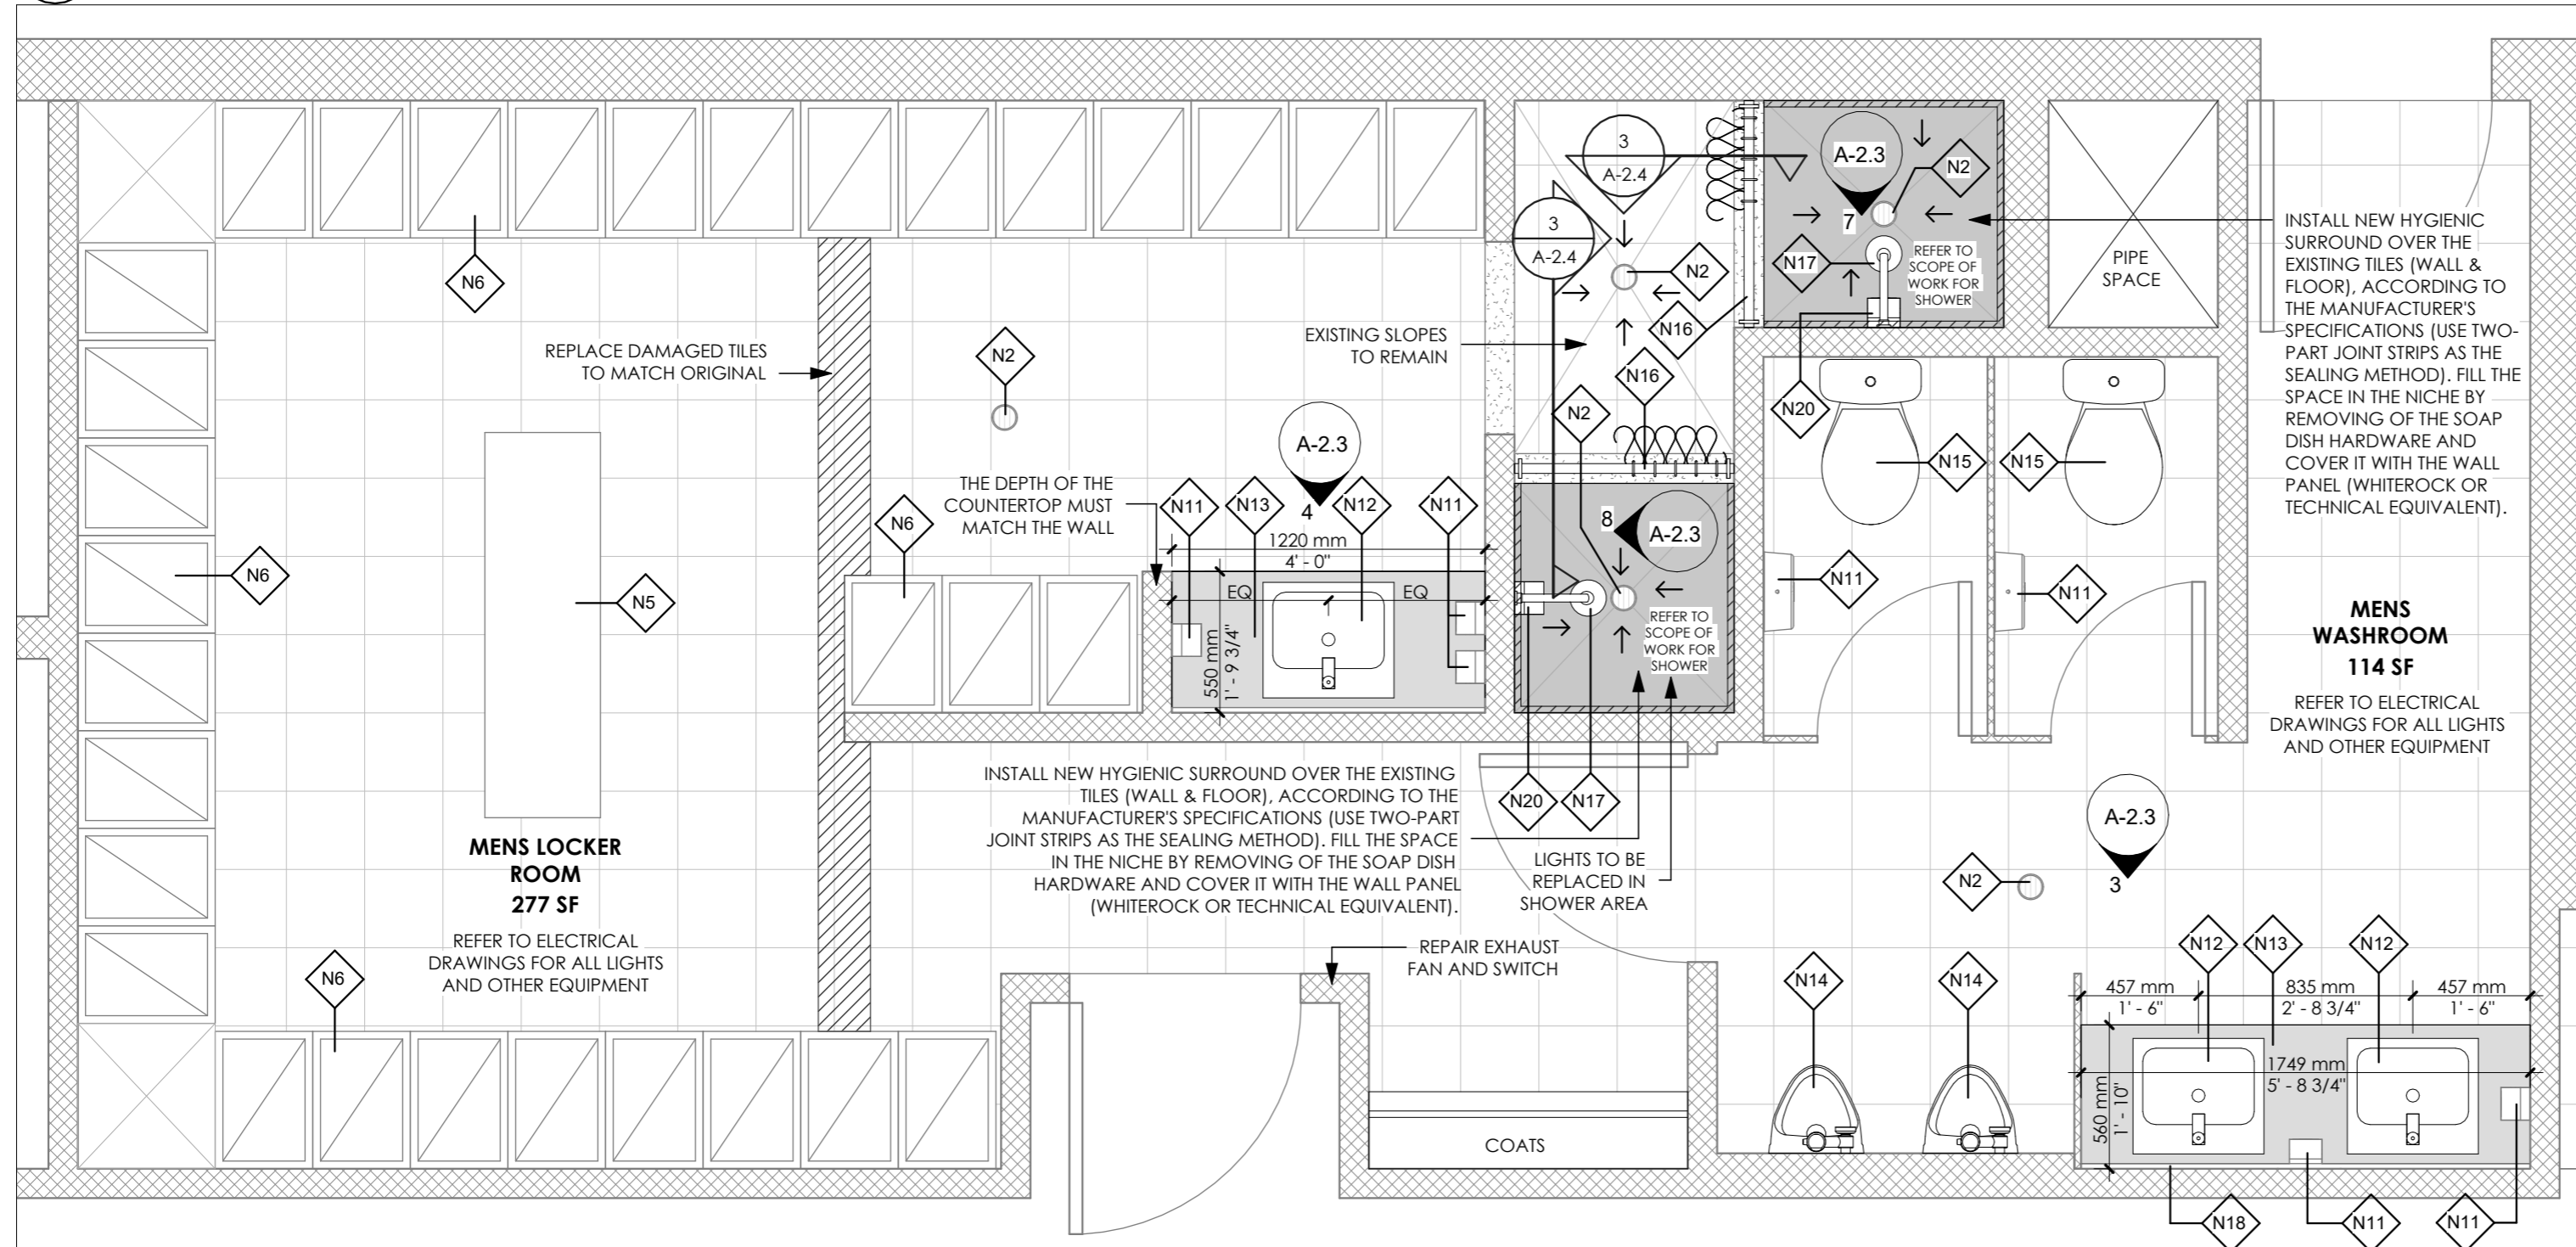 3
A-2.4
3
A-2.4
A-2.3
7
N2
N17
REFER TO
SCOPE OF
WORK FOR
SHOWER
PIPE
SPACE
INSTALL NEW HYGIENIC
SURROUND OVER THE
EXISTING TILES (WALL &
FLOOR), ACCORDING TO
THE MANUFACTURER'S
SPECIFICATIONS (USE TWO-
PART JOINT STRIPS AS THE
SEALING METHOD). FILL THE
SPACE IN THE NICHE BY
REMOVING OF THE SOAP
DISH HARDWARE AND
COVER IT WITH THE WALL
PANEL (WHITEROCK OR
TECHNICAL EQUIVALENT).
N6
N2
N16
EXISTING SLOPES
TO REMAIN
N16
REPLACE DAMAGED TILES
TO MATCH ORIGINAL
N2
N2
N20
N15
N15
A-2.3
4
THE DEPTH OF THE
COUNTERTOP MUST
MATCH THE WALL
N6
N11
N13
N12
N11
1220 mm
4' - 0"
EQ
EQ
550 mm
1' - 9 3/4"
8
A-2.3
REFER TO
SCOPE OF
WORK FOR
SHOWER
N11
N11
N6
N5
MENS
WASHROOM
114 SF
REFER TO ELECTRICAL
DRAWINGS FOR ALL LIGHTS
AND OTHER EQUIPMENT
INSTALL NEW HYGIENIC SURROUND OVER THE EXISTING
TILES (WALL & FLOOR), ACCORDING TO THE
MANUFACTURER'S SPECIFICATIONS (USE TWO-PART
JOINT STRIPS AS THE SEALING METHOD). FILL THE SPACE
IN THE NICHE BY REMOVING OF THE SOAP DISH
HARDWARE AND COVER IT WITH THE WALL PANEL
(WHITEROCK OR TECHNICAL EQUIVALENT).
N20
N17
LIGHTS TO BE
REPLACED IN
SHOWER AREA
A-2.3
3
N2
MENS LOCKER
ROOM
277 SF
REFER TO ELECTRICAL
DRAWINGS FOR ALL LIGHTS
AND OTHER EQUIPMENT
REPAIR EXHAUST
FAN AND SWITCH
N6
N14
N14
N12
N13
N12
457 mm
1' - 6"
835 mm
2' - 8 3/4"
457 mm
1' - 6"
1749 mm
5' - 8 3/4"
560 mm
1' - 10"
COATS
N18
N11
N11